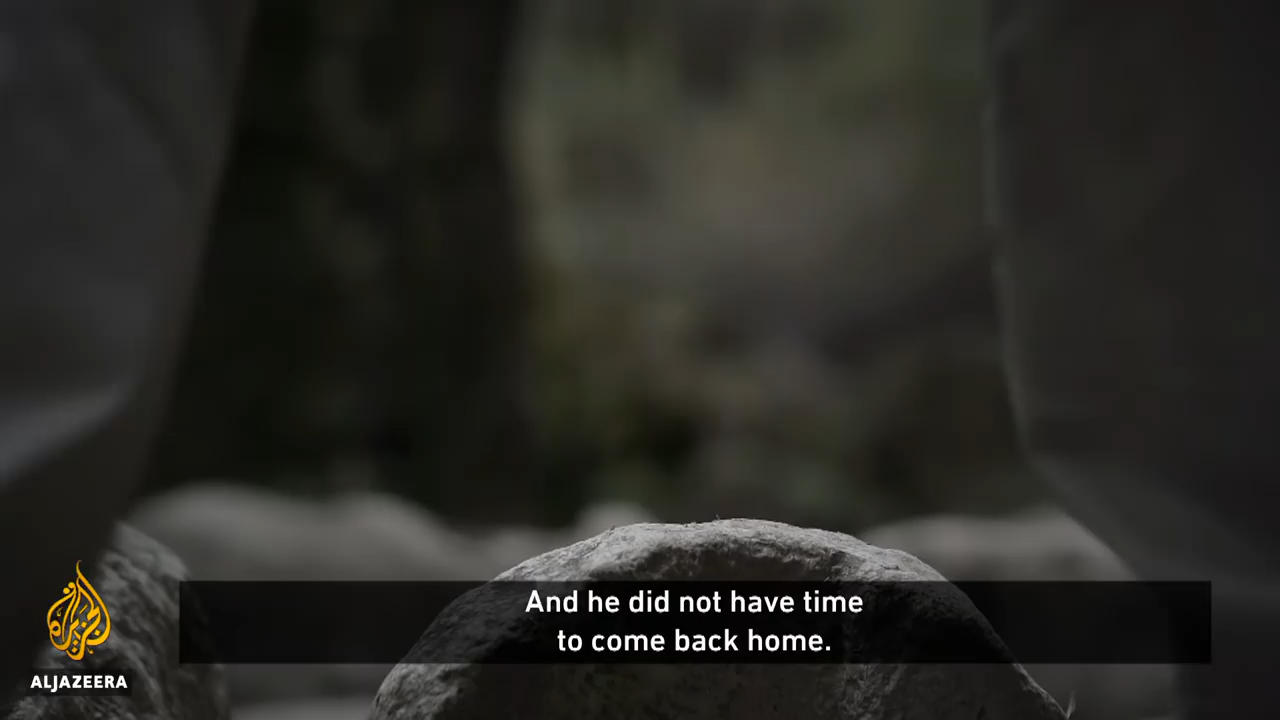 And he did not have time
to come back home.
الجزيرة
ALJAZEERA